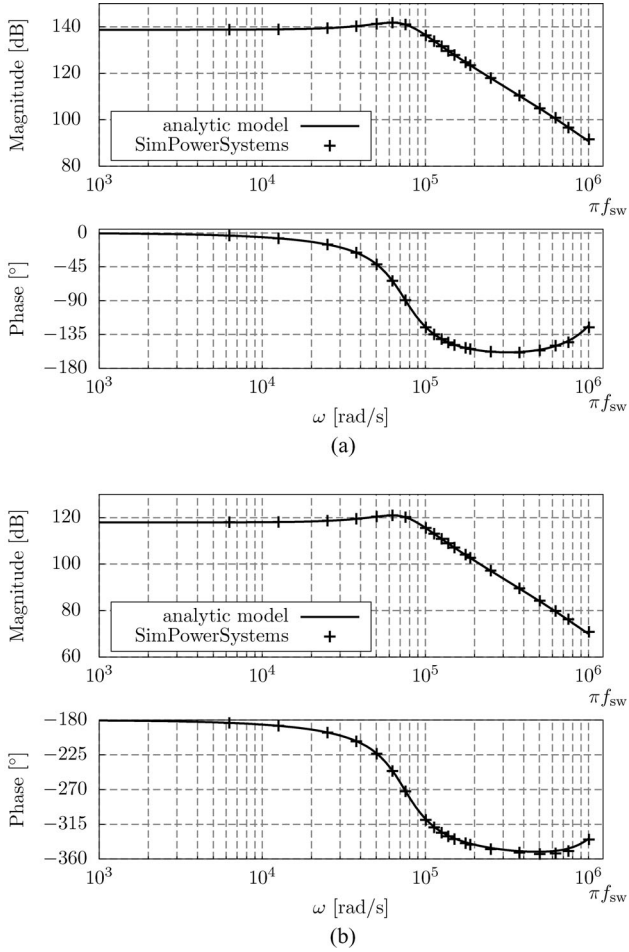 140
120
100
80
Magnitude [dB]
analytic model
SimPowerSystems
10^3
10^4
10^5
10^6
πf_sw
0
−45
−90
−135
−180
Phase [°]
10^3
10^4
10^5
10^6
πf_sw
ω [rad/s]
(a)
120
100
80
60
Magnitude [dB]
analytic model
SimPowerSystems
10^3
10^4
10^5
10^6
πf_sw
−180
−225
−270
−315
−360
Phase [°]
10^3
10^4
10^5
10^6
πf_sw
ω [rad/s]
(b)